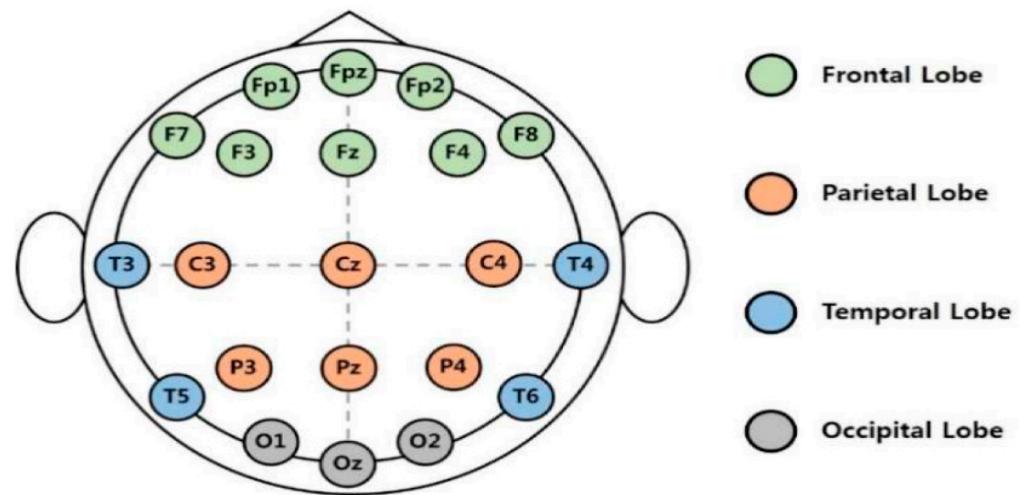 Fpz
Fp1
Fp2
Frontal Lobe
F7
F8
F3
Fz
F4
Parietal Lobe
T3
C3
Cz
C4
T4
Temporal Lobe
P3
Pz
P4
T5
T6
O1
O2
Oz
Occipital Lobe